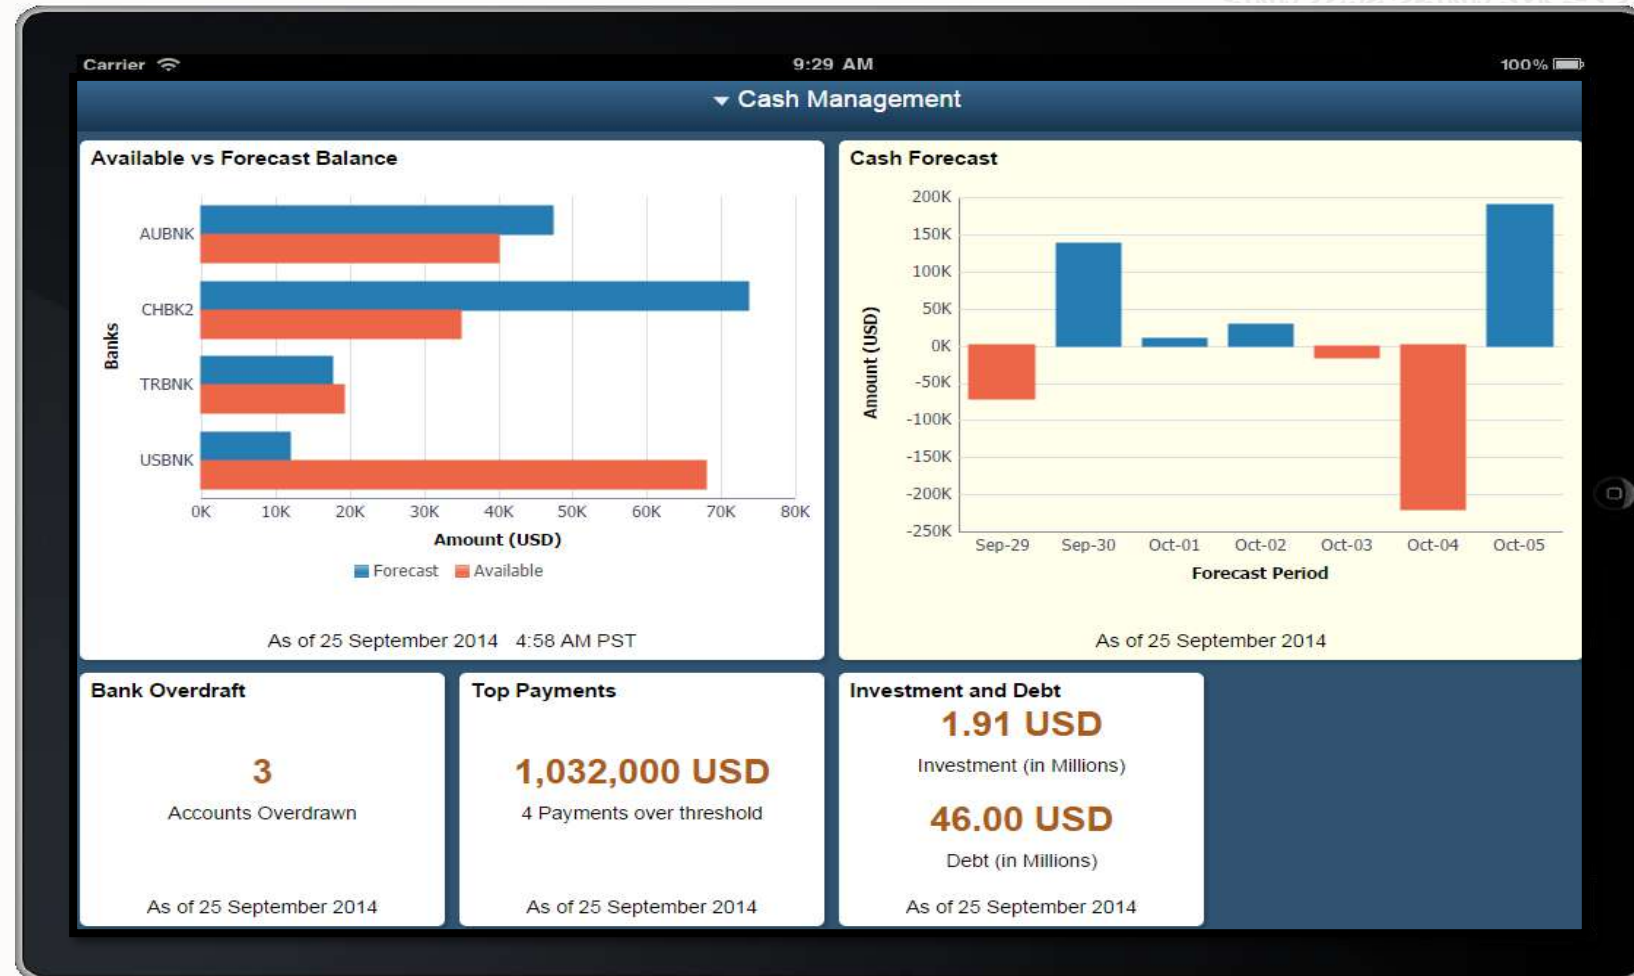 Carrier
9:29 AM
100%
Cash Management
Available vs Forecast Balance
Banks
AUBNK
CHBK2
TRBNK
USBNK
0K 10K 20K 30K 40K 50K 60K 70K 80K
Amount (USD)
Forecast Available
As of 25 September 2014 4:58 AM PST
Cash Forecast
Amount (USD)
200K
150K
100K
50K
0K
-50K
-100K
-150K
-200K
-250K
Sep-29 Sep-30 Oct-01 Oct-02 Oct-03 Oct-04 Oct-05
Forecast Period
As of 25 September 2014
Bank Overdraft
3
Accounts Overdrawn
As of 25 September 2014
Top Payments
1,032,000 USD
4 Payments over threshold
As of 25 September 2014
Investment and Debt
1.91 USD
Investment (in Millions)
46.00 USD
Debt (in Millions)
As of 25 September 2014